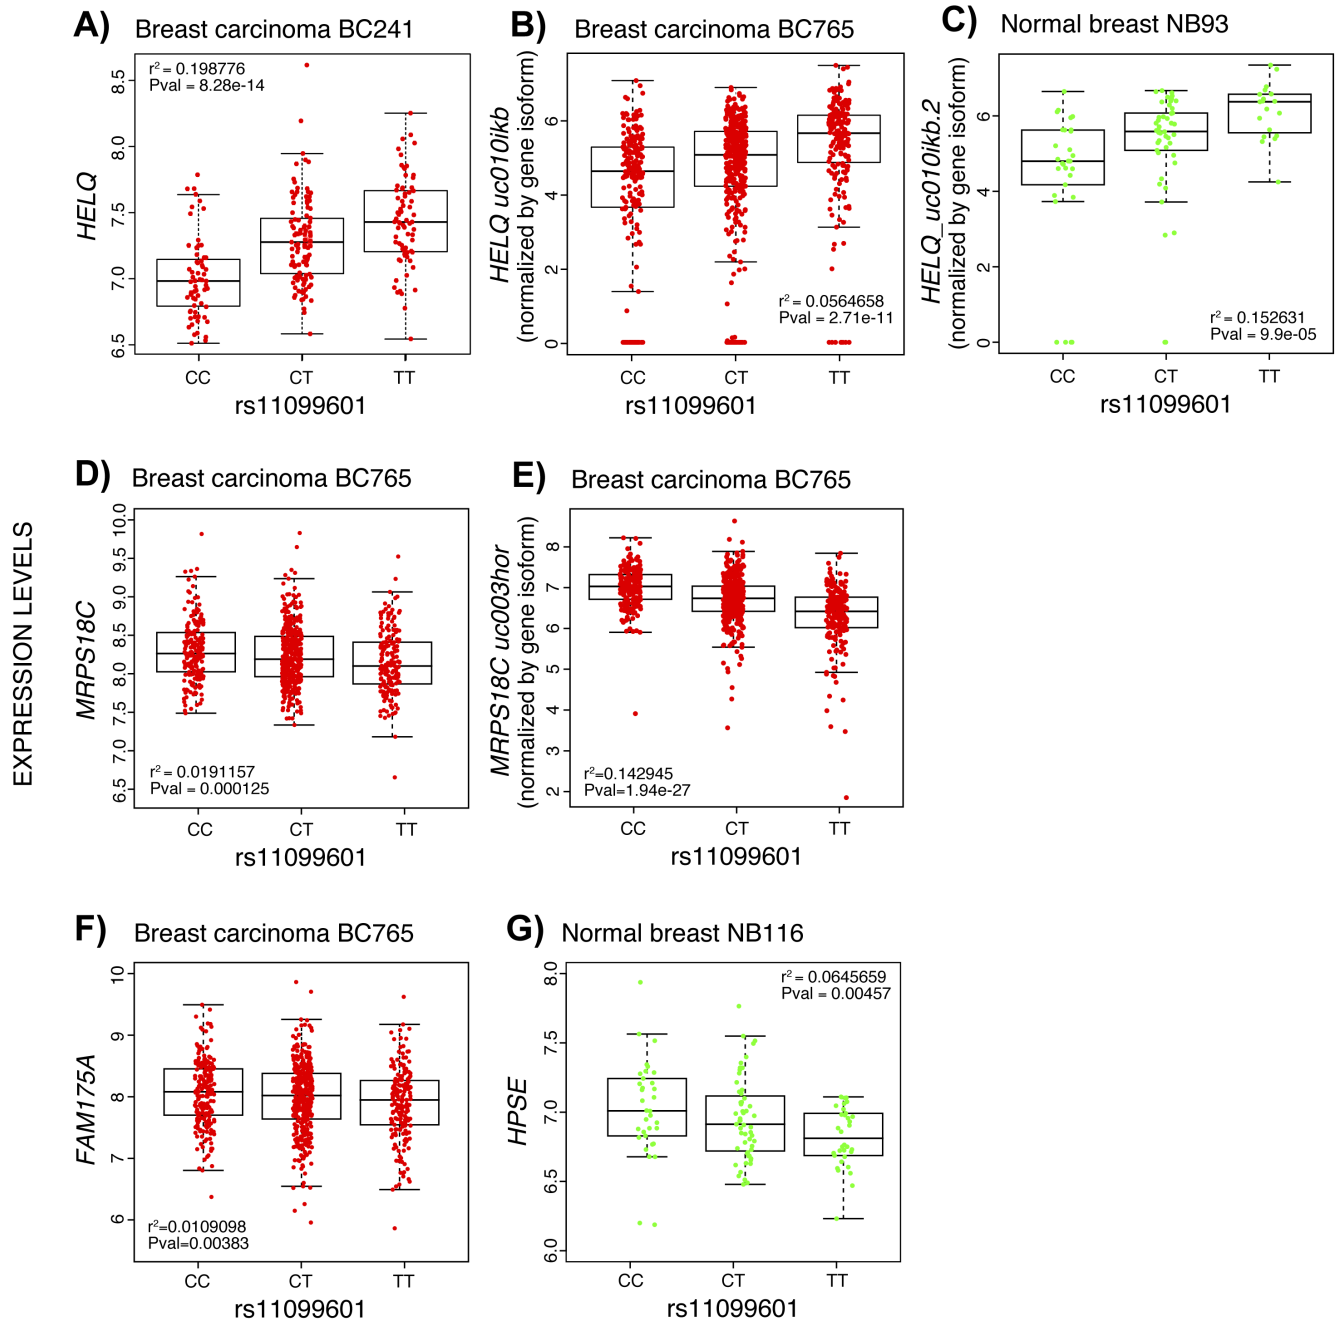 A) Breast carcinoma BC241
r² = 0.198776
Pval = 8.28e-14
HELQ
8.5
8.0
7.5
7.0
6.5
CC CT TT
rs11099601
B) Breast carcinoma BC765
HELQ uc010ikb
(normalized by gene isoform)
6
4
2
0
r² = 0.0564658
Pval = 2.71e-11
CC CT TT
rs11099601
C) Normal breast NB93
HELQ_uc010ikb.2
(normalized by gene isoform)
6
4
2
0
r² = 0.152631
Pval = 9.9e-05
CC CT TT
rs11099601
EXPRESSION LEVELS
D) Breast carcinoma BC765
MRPS18C
10.0
9.5
9.0
8.5
8.0
7.5
7.0
6.5
r² = 0.0191157
Pval = 0.000125
CC CT TT
rs11099601
E) Breast carcinoma BC765
MRPS18C uc003hor
(normalized by gene isoform)
8
7
6
5
4
3
2
r²=0.142945
Pval=1.94e-27
CC CT TT
rs11099601
F) Breast carcinoma BC765
FAM175A
10
9
8
7
6
r²=0.0109098
Pval=0.00383
CC CT TT
rs11099601
G) Normal breast NB116
HPSE
8.0
7.5
7.0
6.5
6.0
r² = 0.0645659
Pval = 0.00457
CC CT TT
rs11099601